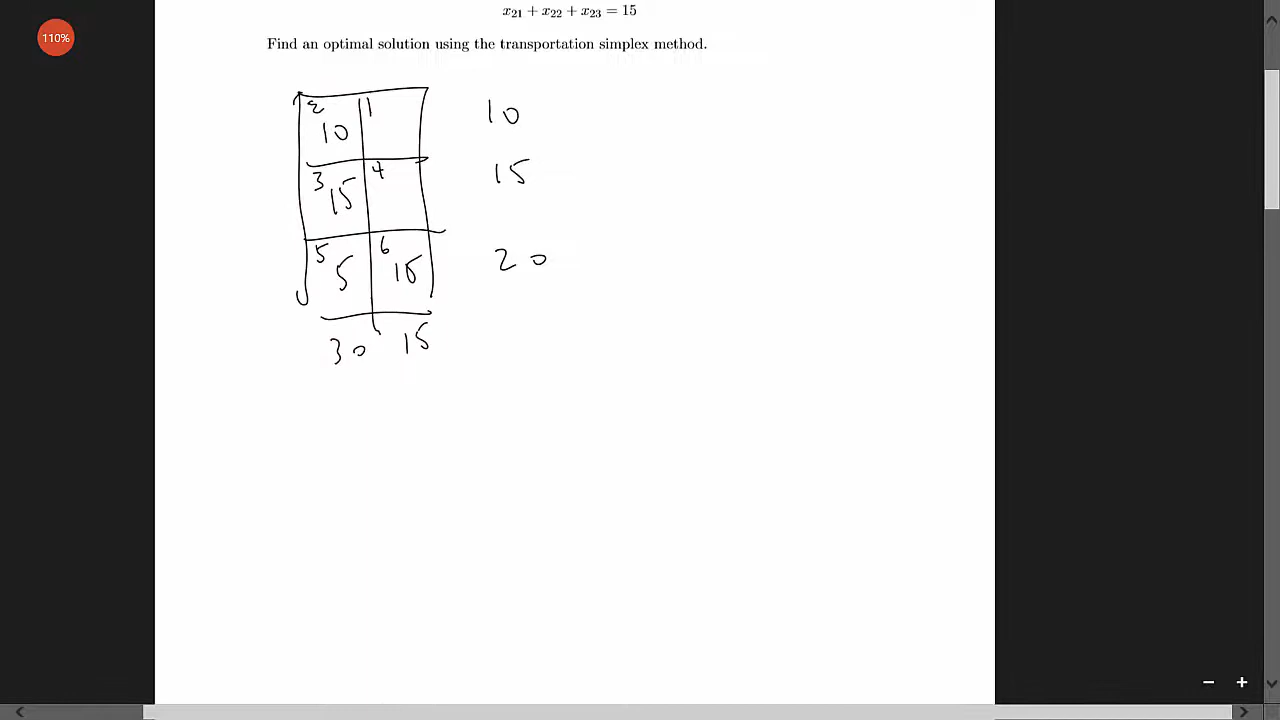 x₂₁ + x₂₂ + x₂₃ = 15
110%
Find an optimal solution using the transportation simplex method.
2 1
10 10
3 4
15 15
5 6
5 15 20
30 15